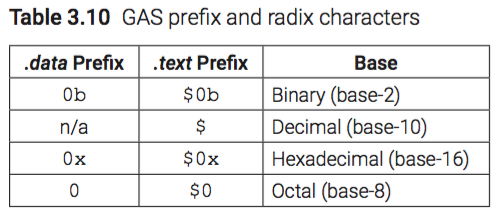 Table 3.10 GAS prefix and radix characters
.data Prefix .text Prefix Base
0b $0b Binary (base-2)
n/a $ Decimal (base-10)
0x $0x Hexadecimal (base-16)
0 $0 Octal (base-8)